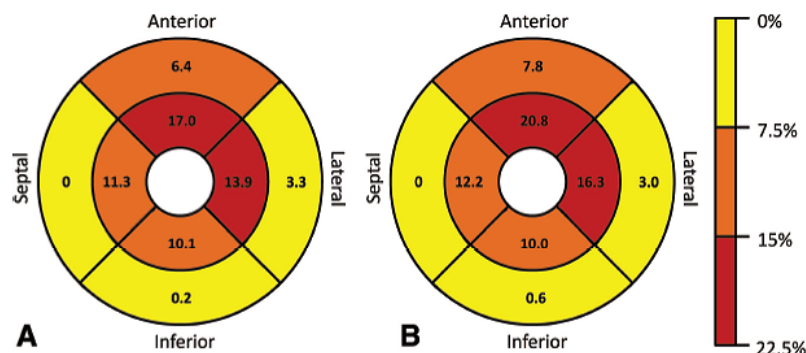 Anterior
6.4
17.0
Septal
0
11.3
13.9
3.3
Lateral
10.1
0.2
A
Inferior
Anterior
7.8
20.8
Septal
0
12.2
16.3
3.0
Lateral
10.0
0.6
B
Inferior
0%
7.5%
15%
22.5%